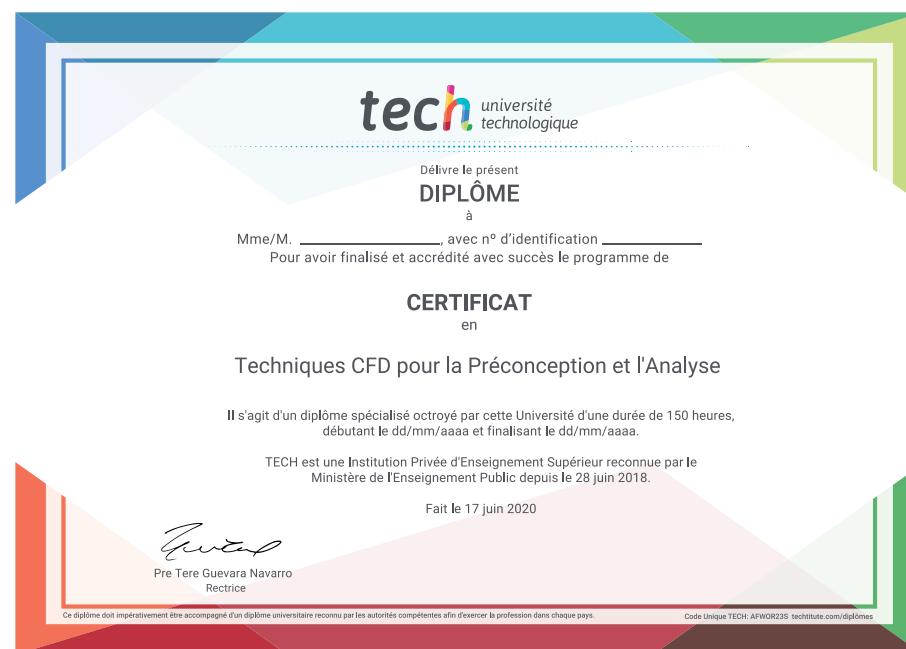 tech université
technologique
Délivre le présent
DIPLÔME
à
Mme/M. ____________, avec nº d'identification ____________
Pour avoir finalisé et accrédité avec succès le programme de
CERTIFICAT
en
Techniques CFD pour la Préconception et l'Analyse
Il s'agit d'un diplôme spécialisé octroyé par cette Université d'une durée de 150 heures,
débutant le dd/mm/aaaa et finalisant le dd/mm/aaaa.
TECH est une Institution Privée d'Enseignement Supérieur reconnue par le
Ministère de l'Enseignement Public depuis le 28 juin 2018.
Fait le 17 juin 2020
Pre Tere Guevara Navarro
Rectrice
Ce diplôme doit impérativement être accompagné d'un diplôme universitaire reconnu par les autorités compétentes afin d'exercer la profession dans chaque pays.
Code Unique TECH: AFWOR23S techtitute.com/diplômes